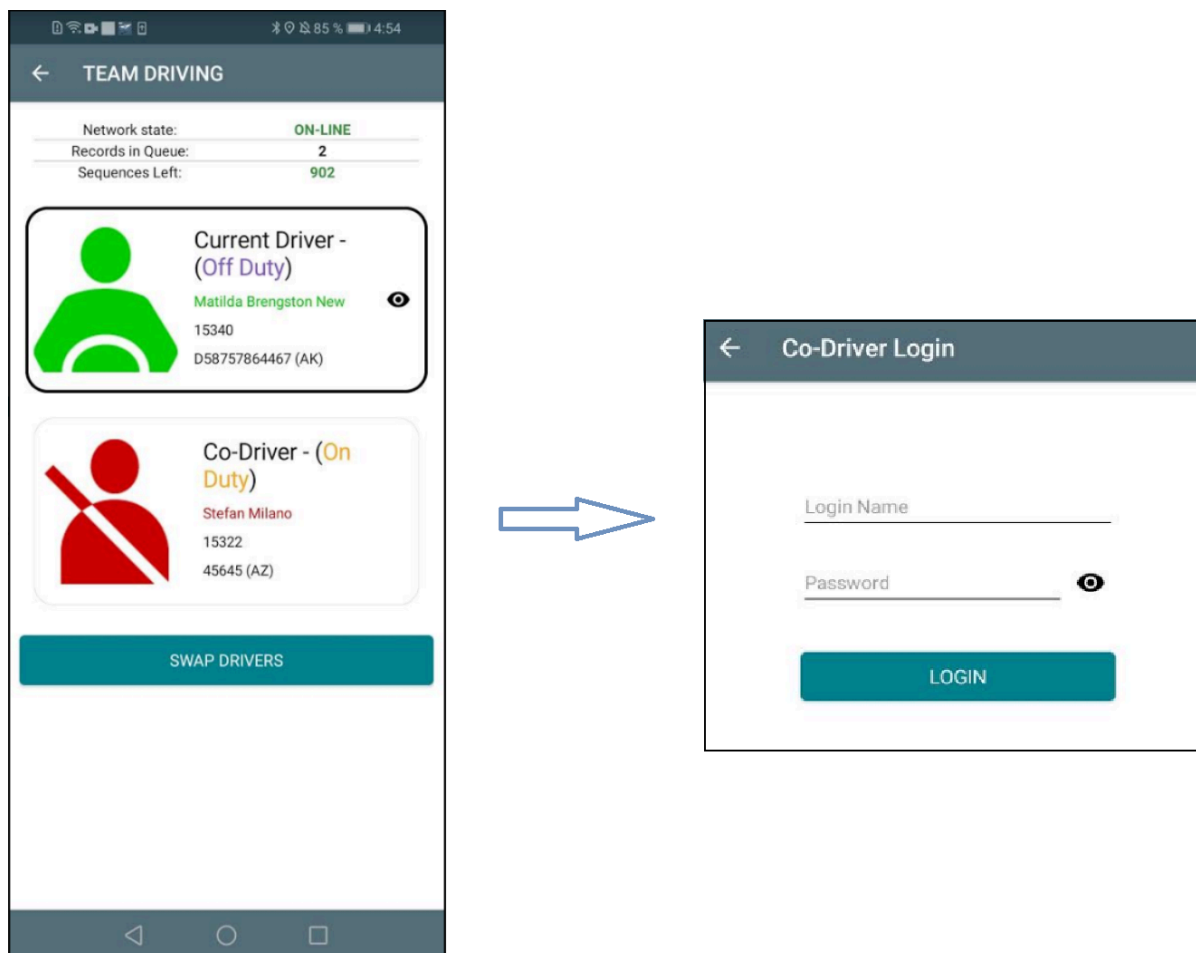 85 % 4:54
TEAM DRIVING
Network state: ON-LINE
Records in Queue: 2
Sequences Left: 902
Current Driver -
(Off Duty)
Matilda Brengston New
15340
D58757864467 (AK)
Co-Driver - (On
Duty)
Stefan Milano
15322
45645 (AZ)
SWAP DRIVERS
Co-Driver Login
Login Name
Password
LOGIN